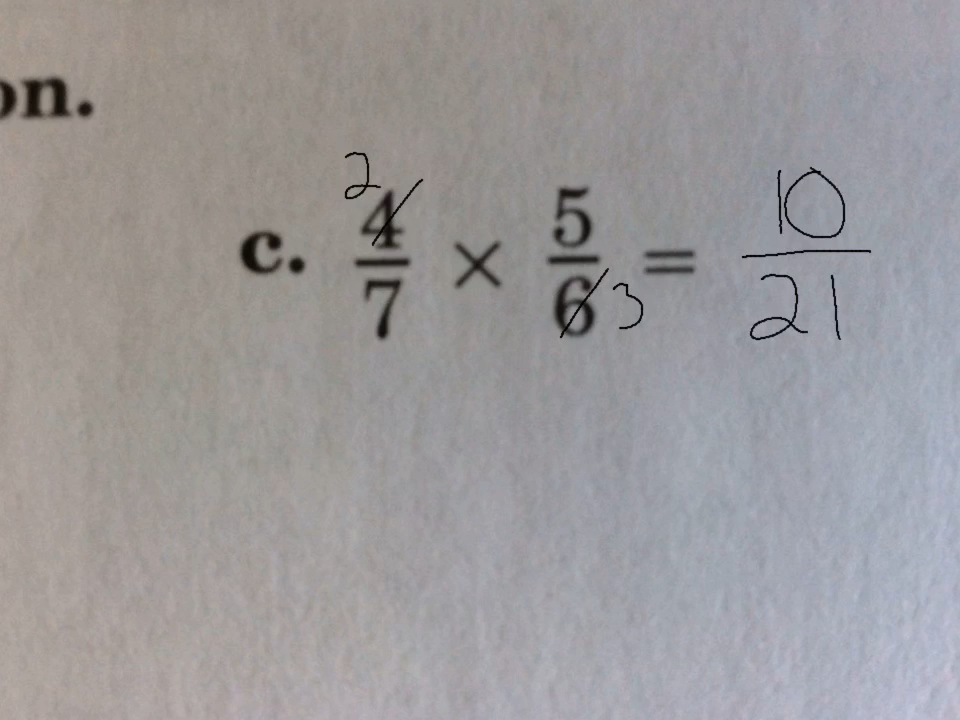 on.
2
c. 4/7 × 5/6 3 = 10/21